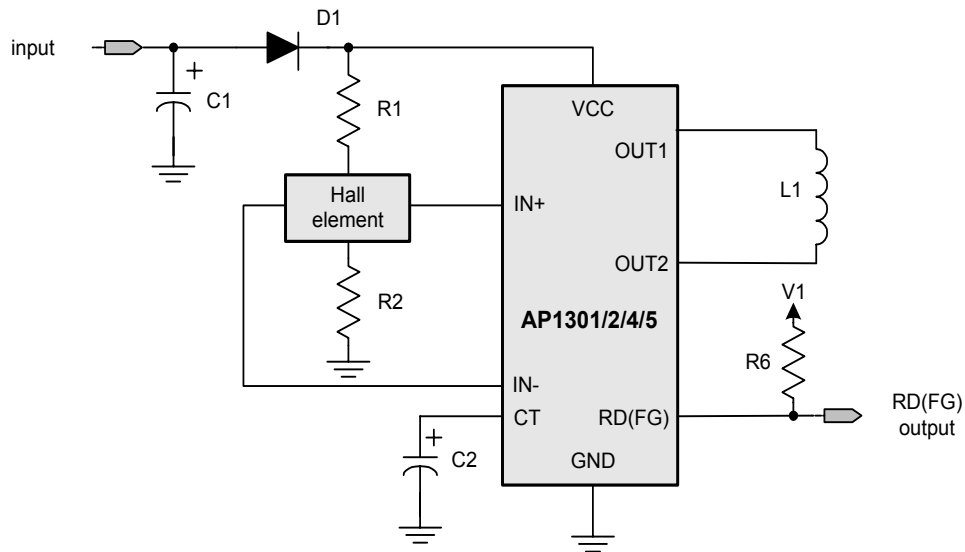 D1
input
+
C1
R1
VCC
OUT1
Hall
element
IN+
L1
OUT2
V1
R2
AP1301/2/4/5
R6
IN-
RD(FG)
output
CT
RD(FG)
+
C2
GND